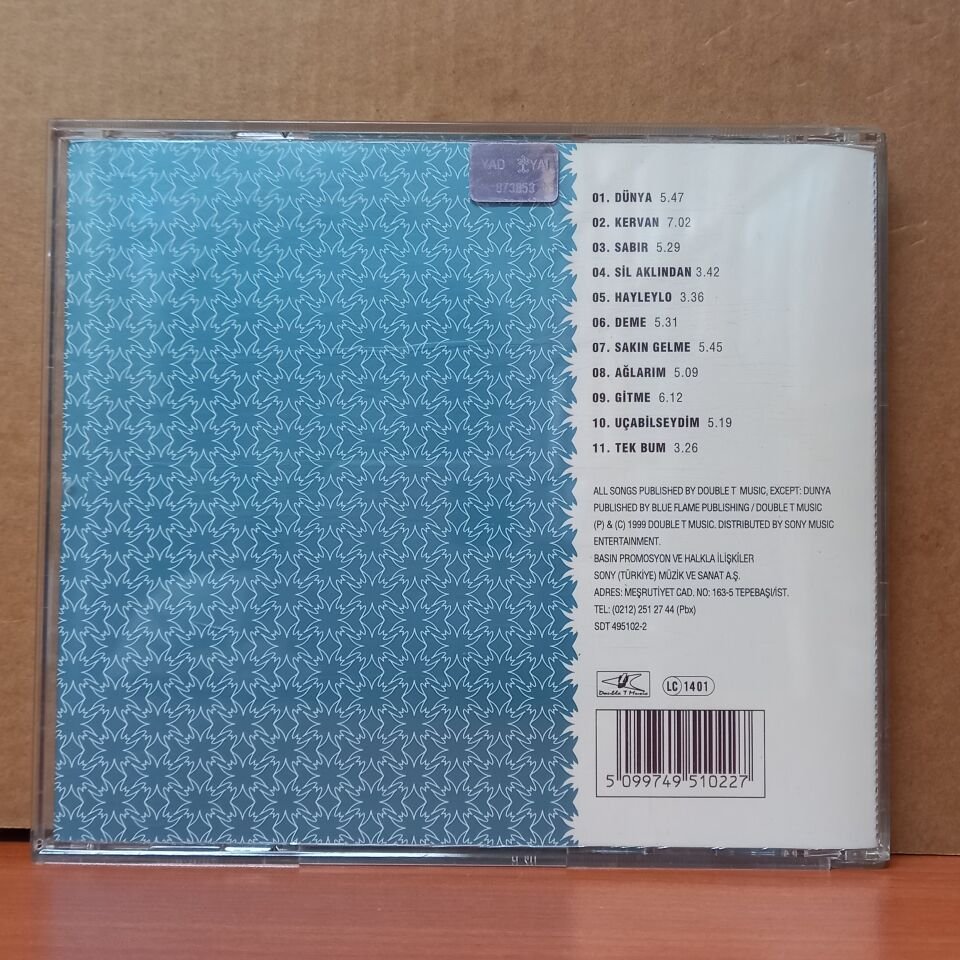 YAD YAD
873853
01. DÜNYA 5.47
02. KERVAN 7.02
03. SABIR 5.29
04. SİL AKLINDAN 3.42
05. HAYLEYLO 3.36
06. DEME 5.31
07. SAKIN GELME 5.45
08. AĞLARIM 5.09
09. GİTME 6.12
10. UÇABİLSEYDİM 5.19
11. TEK BUM 3.26
ALL SONGS PUBLISHED BY DOUBLE T MUSIC, EXCEPT: DUNYA
PUBLISHED BY BLUE FLAME PUBLISHING / DOUBLE T MUSIC
(P) & (C) 1999 DOUBLE T MUSIC. DISTRIBUTED BY SONY MUSIC
ENTERTAINMENT.
BASIN PROMOSYON VE HALKLA İLİŞKİLER
SONY (TÜRKİYE) MÜZİK VE SANAT A.Ş.
ADRES: MEŞRUTİYET CAD. NO: 163-5 TEPEBAŞI/İST.
TEL: (0212) 251 27 44 (Pbx)
SDT 495102-2
Double T Music
LC 1401
5 099749 510227